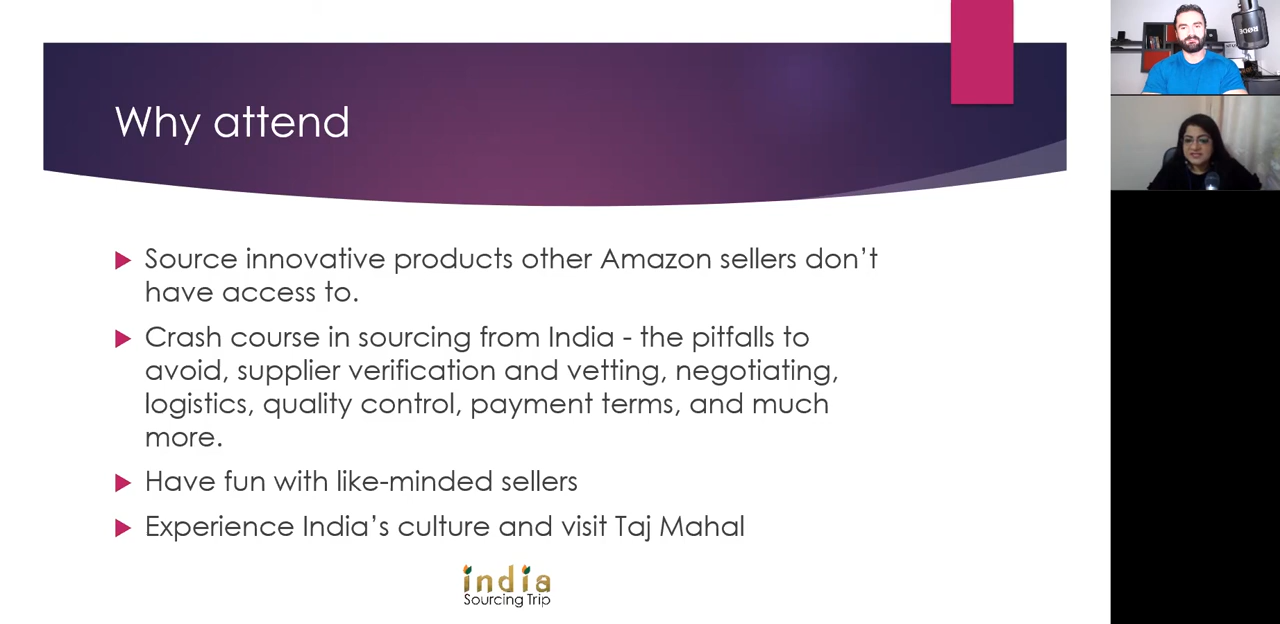 Why attend
Source innovative products other Amazon sellers don't
have access to.
Crash course in sourcing from India - the pitfalls to
avoid, supplier verification and vetting, negotiating,
logistics, quality control, payment terms, and much
more.
Have fun with like-minded sellers
Experience India's culture and visit Taj Mahal
india
Sourcing Trip
RØDE